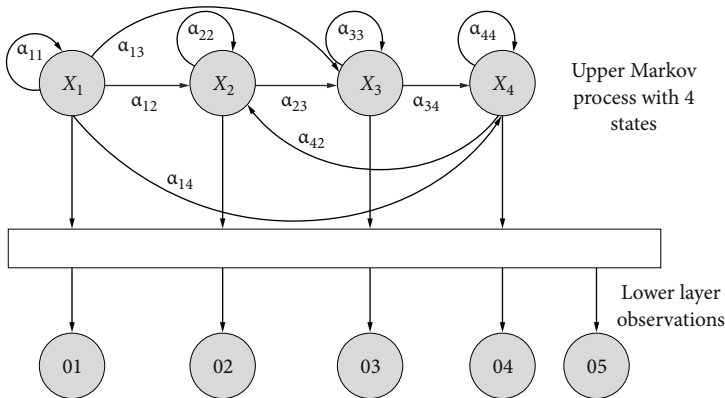 α11
α13
α22
α33
α44
X1
X2
X3
X4
α12
α23
α34
α42
α14
Upper Markov
process with 4
states
Lower layer
observations
01
02
03
04
05